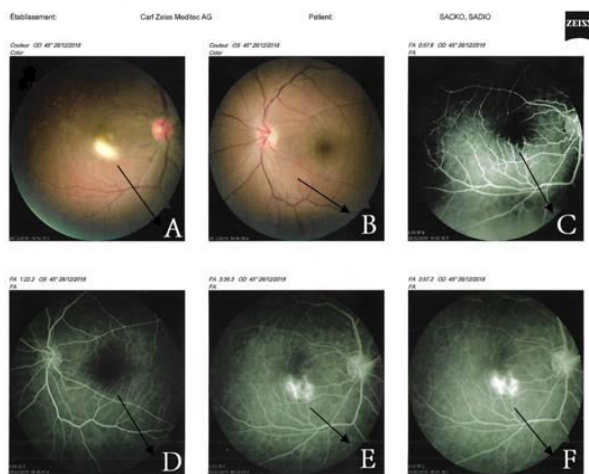 Établissement: Carl Zeiss Meditec AG Patient: SACKO, SADIO
ZEISS
Couleur OD 45° 26/12/2018
Color
Couleur OS 45° 26/12/2018
Color
FA 0:57.8 OD 45° 26/12/2018
FA
A
B
C
FA 1:22.2 OS 45° 26/12/2018
FA
FA 3:35.3 OD 45° 26/12/2018
FA
FA 3:57.2 OD 45° 26/12/2018
FA
D
E
F